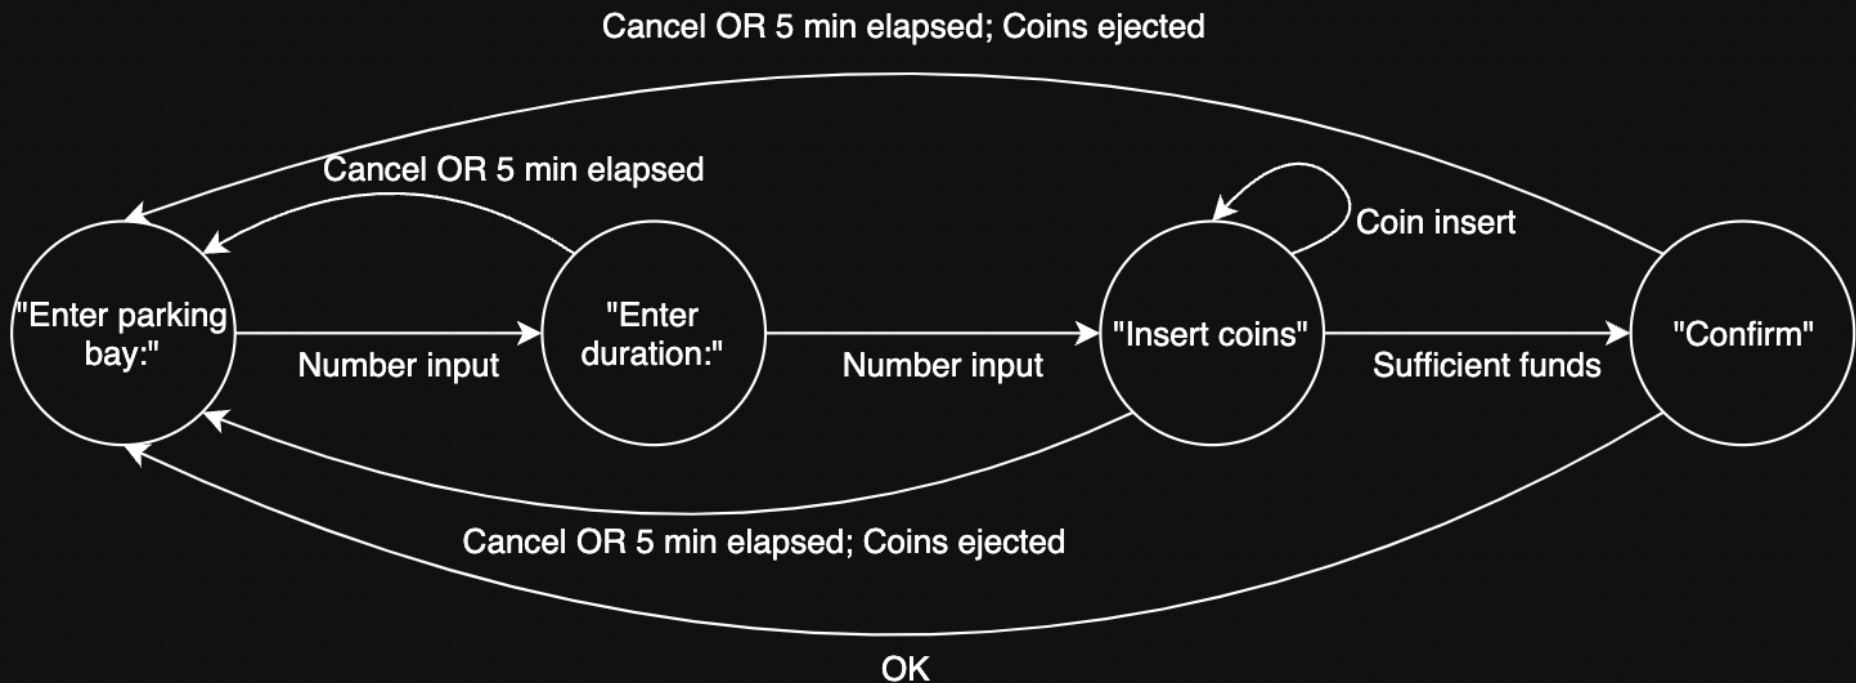 Cancel OR 5 min elapsed; Coins ejected
Cancel OR 5 min elapsed
Coin insert
"Enter parking
bay:"
Number input
"Enter
duration:"
Number input
"Insert coins"
Sufficient funds
"Confirm"
Cancel OR 5 min elapsed; Coins ejected
OK